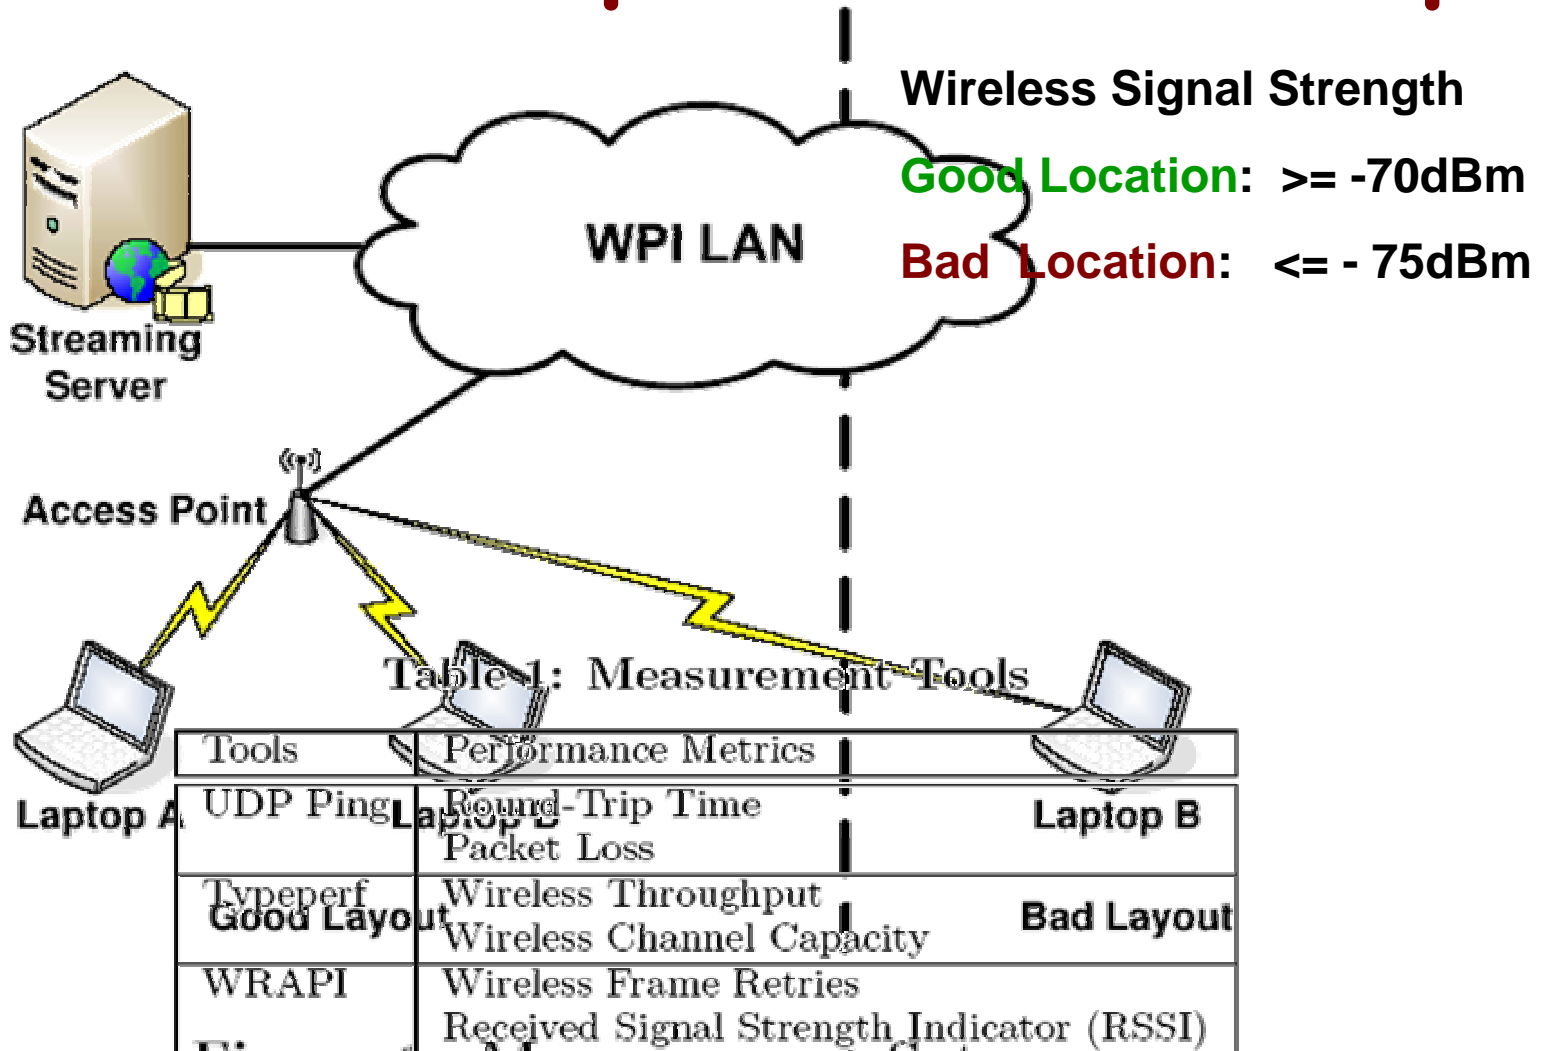 Wireless Signal Strength
Good Location: >= -70dBm
WPI LAN
Bad Location: <= - 75dBm
Streaming
Server
Access Point
Table 1: Measurement Tools
Tools Performance Metrics
UDP Ping Round-Trip Time
Packet Loss
Laptop A
Laptop B
Laptop B
Typeperf Wireless Throughput
Wireless Channel Capacity
Good Layout
Bad Layout
WRAPI Wireless Frame Retries
Received Signal Strength Indicator (RSSI)